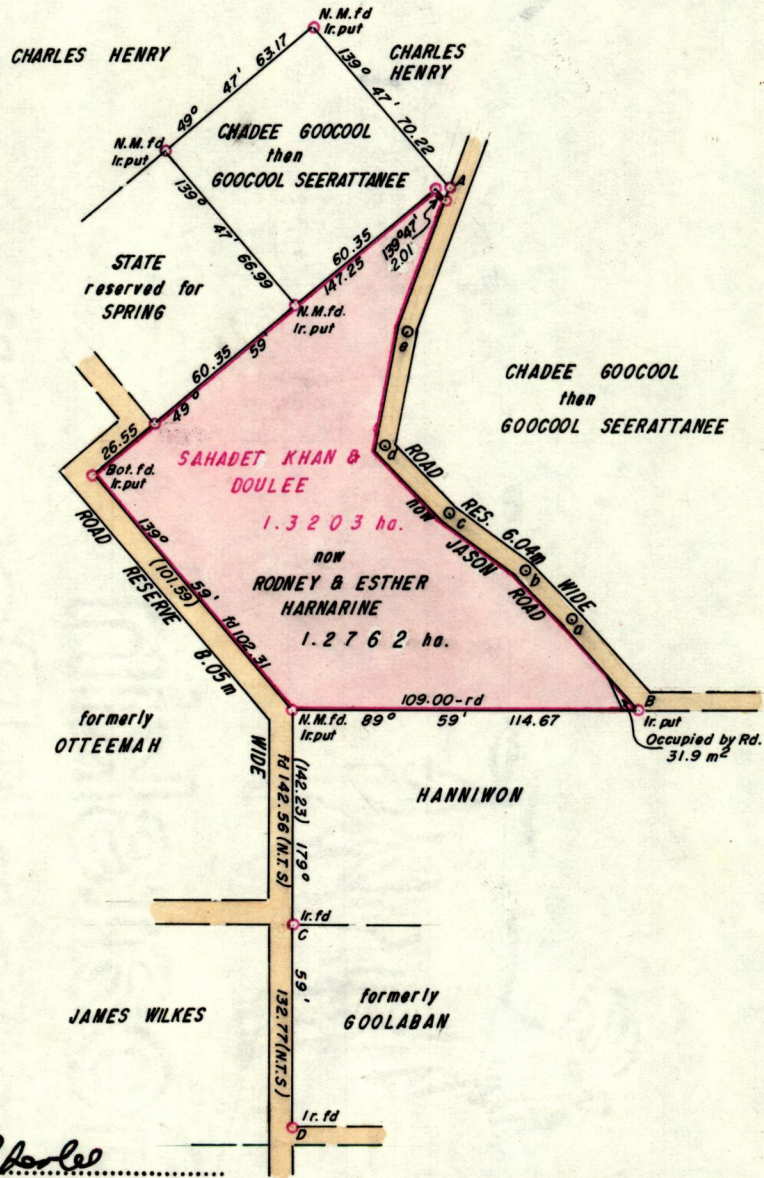 N.M.fd
Ir.put
CHARLES HENRY
CHARLES
HENRY
49° 47' 63.17
139° 47' 70.22
N.M.fd
Ir.put
CHADEE GOOCOOL
then
GOOCOOL SEERATTANEE
A
139° 47' 66.99
139° 47'
2.01
60.35
147.25
STATE
reserved for
SPRING
N.M.fd.
Ir.put
60.35
59'
49°
26.55
CHADEE GOOCOOL
then
GOOCOOL SEERATTANEE
e
d
c
b
a
ROAD RES. 6.04m WIDE
now JASON ROAD
Bot.fd.
Ir.put
SAHADET KHAN &
DOULEE
1.3203 ha.
now
RODNEY & ESTHER
HARNARINE
1.2762 ha.
139° 59' fd 102.31
(101.59)
ROAD RESERVE 8.05m WIDE
109.00-rd
89° 59' 114.67
B
Ir.put
Occupied by Rd.
31.9 m²
N.M.fd.
Ir.put
formerly
OTTEEMAH
HANNIWON
(142.23) 179° 59'
fd 142.56 (N.T.S)
Ir.fd
C
JAMES WILKES
formerly
GOOLABAN
132.77 (N.T.S)
Ir.fd
D